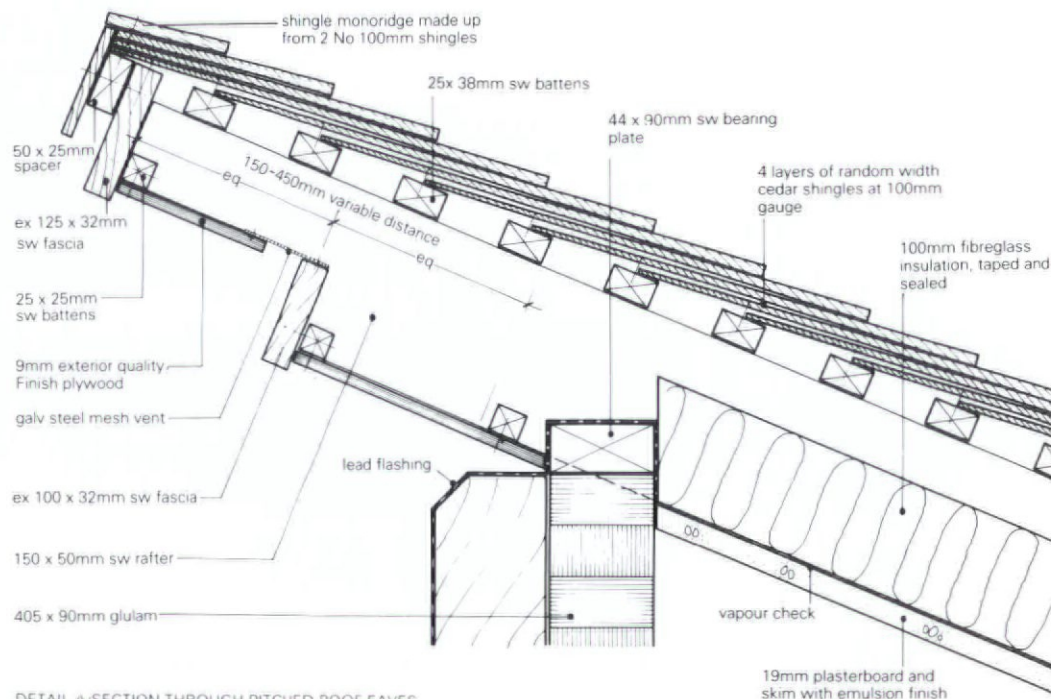 shingle monoridge made up
from 2 No 100mm shingles
25x 38mm sw battens
44 x 90mm sw bearing
plate
4 layers of random width
cedar shingles at 100mm
gauge
100mm fibreglass
insulation, taped and
sealed
50 x 25mm
spacer
ex 125 x 32mm
sw fascia
25 x 25mm
sw battens
9mm exterior quality
Finish plywood
galv steel mesh vent
ex 100 x 32mm sw fascia
150 x 50mm sw rafter
405 x 90mm glulam
150-450mm variable distance
eq
eq
lead flashing
vapour check
19mm plasterboard and
skim with emulsion finish
SECTION THROUGH PITCHED ROOF EAVES